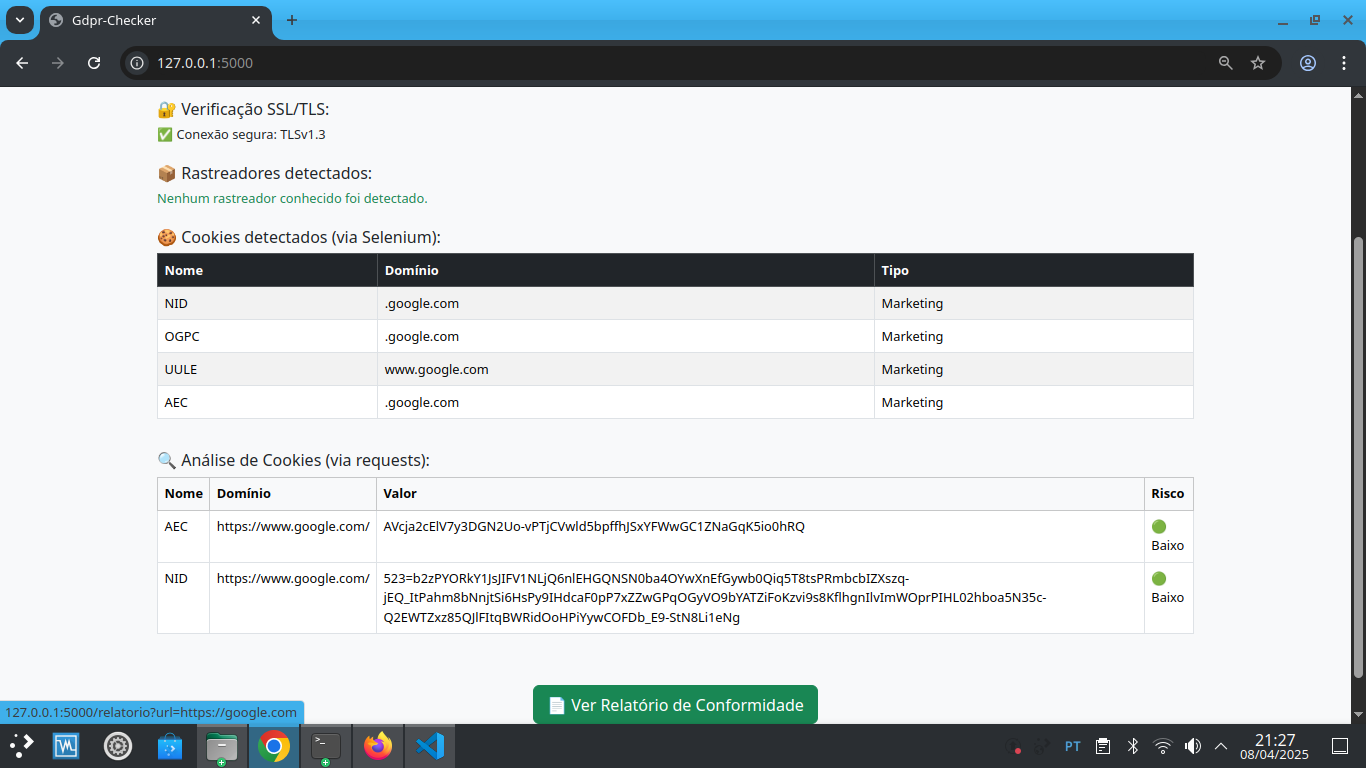 Gdpr-Checker
127.0.0.1:5000
🔐 Verificação SSL/TLS:
✅ Conexão segura: TLSv1.3
📦 Rastreadores detectados:
Nenhum rastreador conhecido foi detectado.
🍪 Cookies detectados (via Selenium):
Nome Domínio Tipo
NID .google.com Marketing
OGPC .google.com Marketing
UULE www.google.com Marketing
AEC .google.com Marketing
🔍 Análise de Cookies (via requests):
Nome Domínio Valor Risco
AEC https://www.google.com/ AVcja2cElV7y3DGN2Uo-vPTjCVwld5bpffhJSxYFWwGC1ZNaGqK5io0hRQ 🟢
Baixo
NID https://www.google.com/ 523=b2zPYORkY1JsJIFV1NLjQ6nlEHGQNSN0ba4OYwXnEfGywb0Qiq5T8tsPRmbcbIZXszq- 🟢
jEQ_ItPahm8bNnjtSi6HsPy9IHdcaF0pP7xZZwGPqOGyVO9bYATZiFoKzvi9s8KflhgnIlvImWOprPIHL02hboa5N35c- Baixo
Q2EWTZxz85QJlFItqBWRidOoHPiYywCOFDb_E9-StN8Li1eNg
📄 Ver Relatório de Conformidade
127.0.0.1:5000/relatorio?url=https://google.com
PT
21:27
08/04/2025